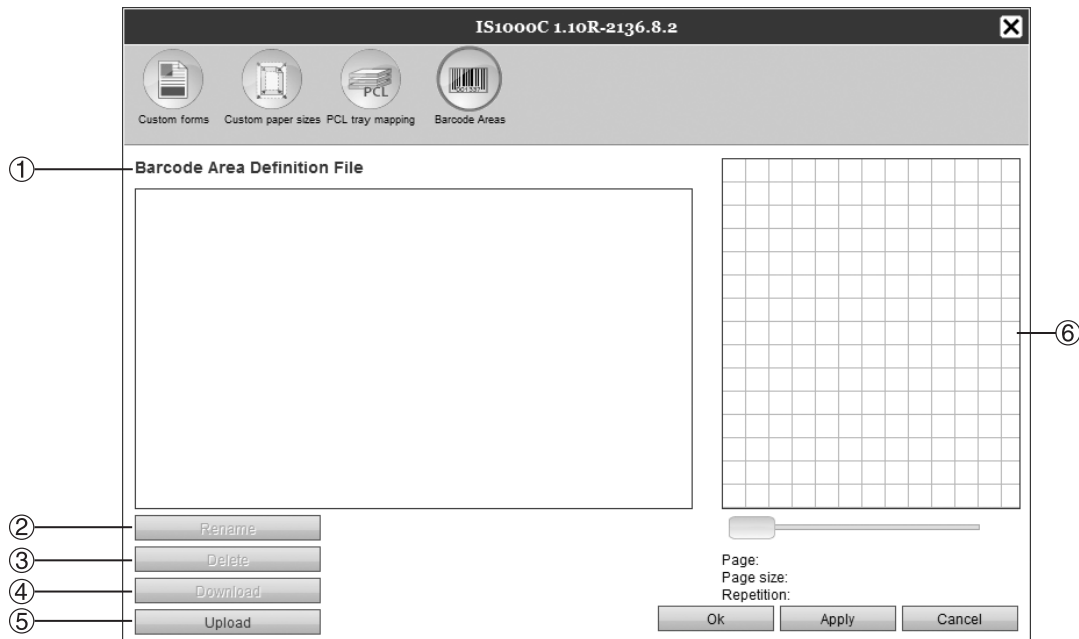 IS1000C 1.10R-2136.8.2
PCL
Custom forms Custom paper sizes PCL tray mapping Barcode Areas
① Barcode Area Definition File
⑥
② Rename
③ Delete
④ Download
⑤ Upload
Page:
Page size:
Repetition:
Ok Apply Cancel